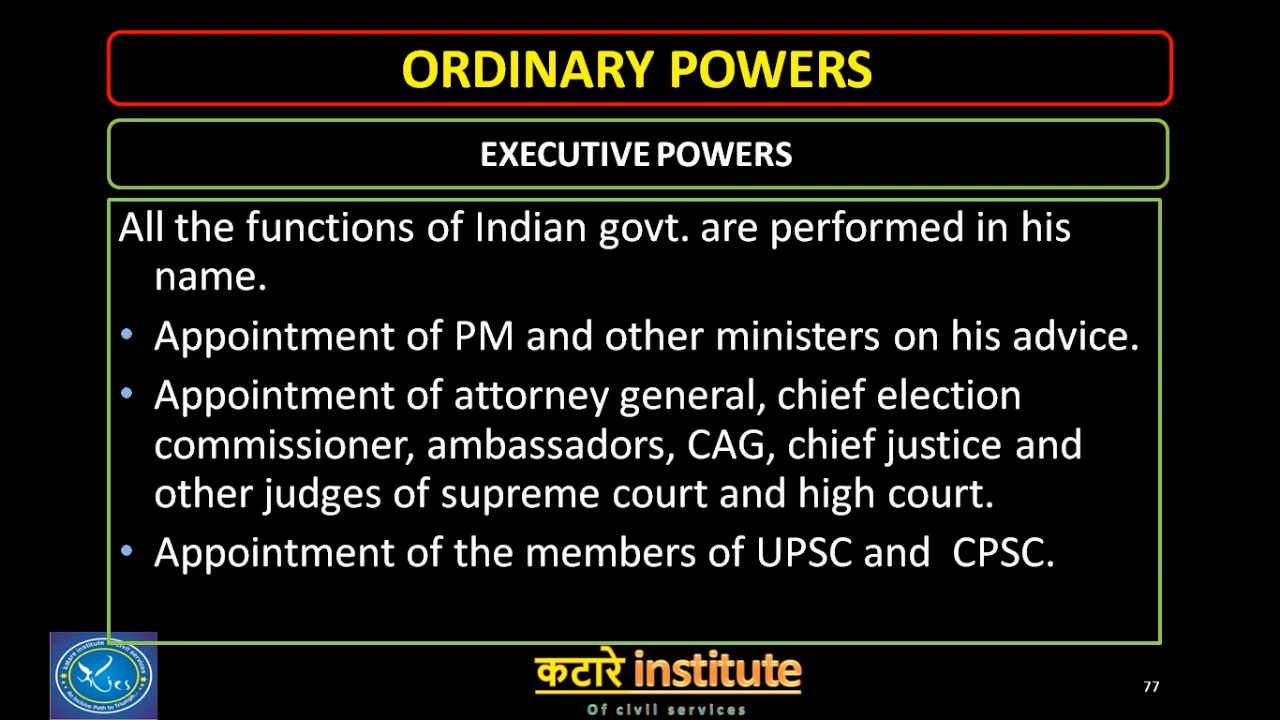 ORDINARY POWERS
EXECUTIVE POWERS
All the functions of Indian govt. are performed in his
name.
• Appointment of PM and other ministers on his advice.
• Appointment of attorney general, chief election
commissioner, ambassadors, CAG, chief justice and
other judges of supreme court and high court.
• Appointment of the members of UPSC and  CPSC.
कटारे institute
Of civil services
77